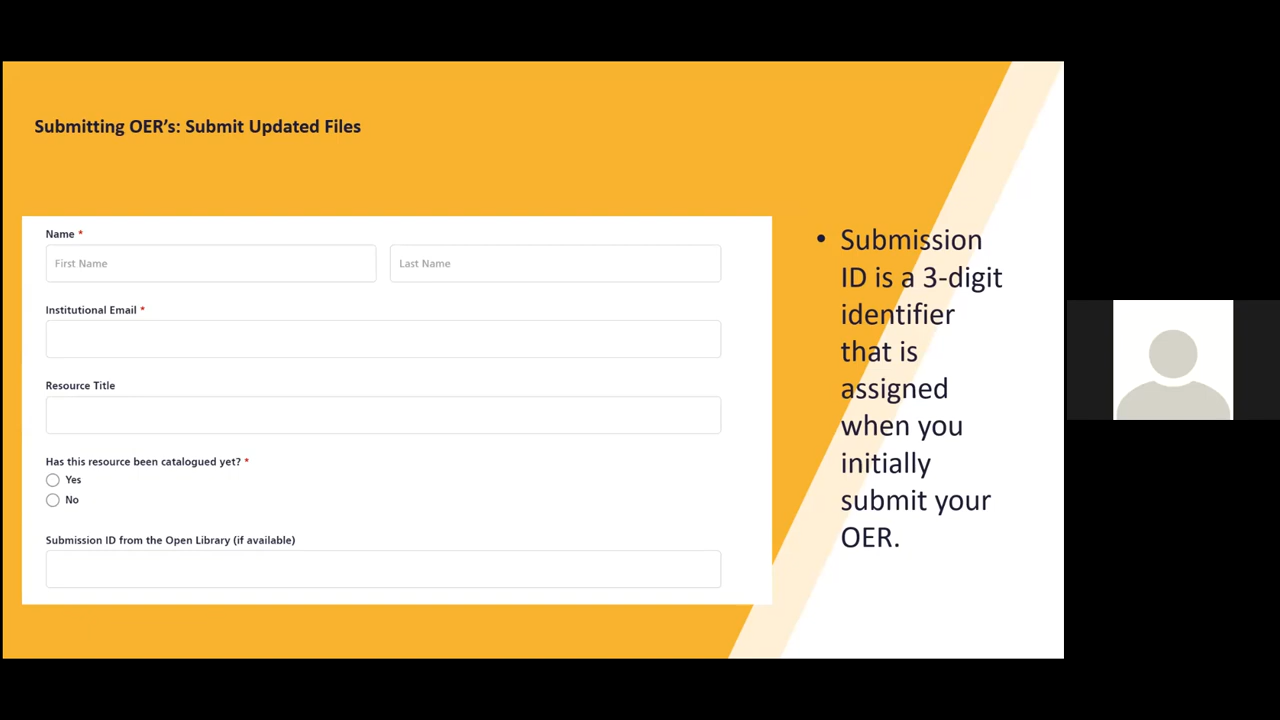 Submitting OER's: Submit Updated Files
Name *
First Name
Last Name
Institutional Email *
Resource Title
Has this resource been catalogued yet? *
Yes
No
Submission ID from the Open Library (if available)
• Submission
ID is a 3-digit
identifier
that is
assigned
when you
initially
submit your
OER.